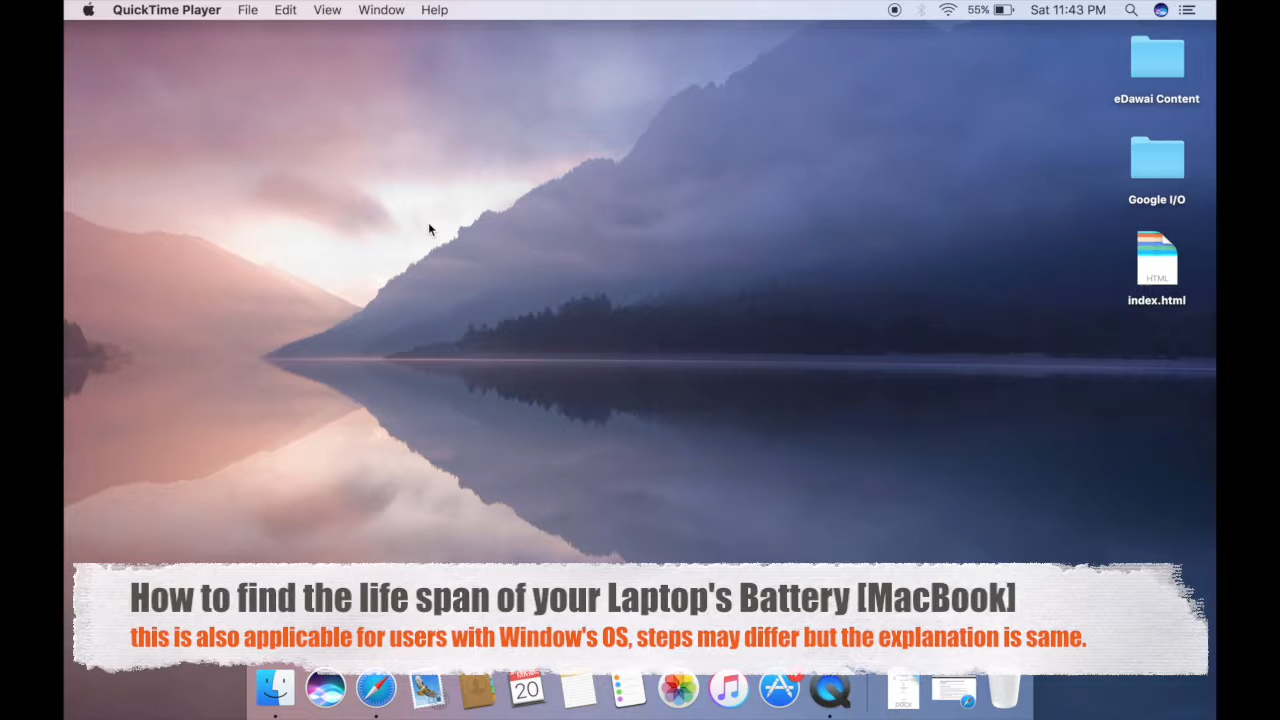 QuickTime Player File Edit View Window Help 55% Sat 11:43 PM
eDawai Content
Google I/O
HTML
index.html
How to find the life span of your Laptop's Battery [MacBook]
this is also applicable for users with Window's OS, steps may differ but the explanation is same.
20
pdcx